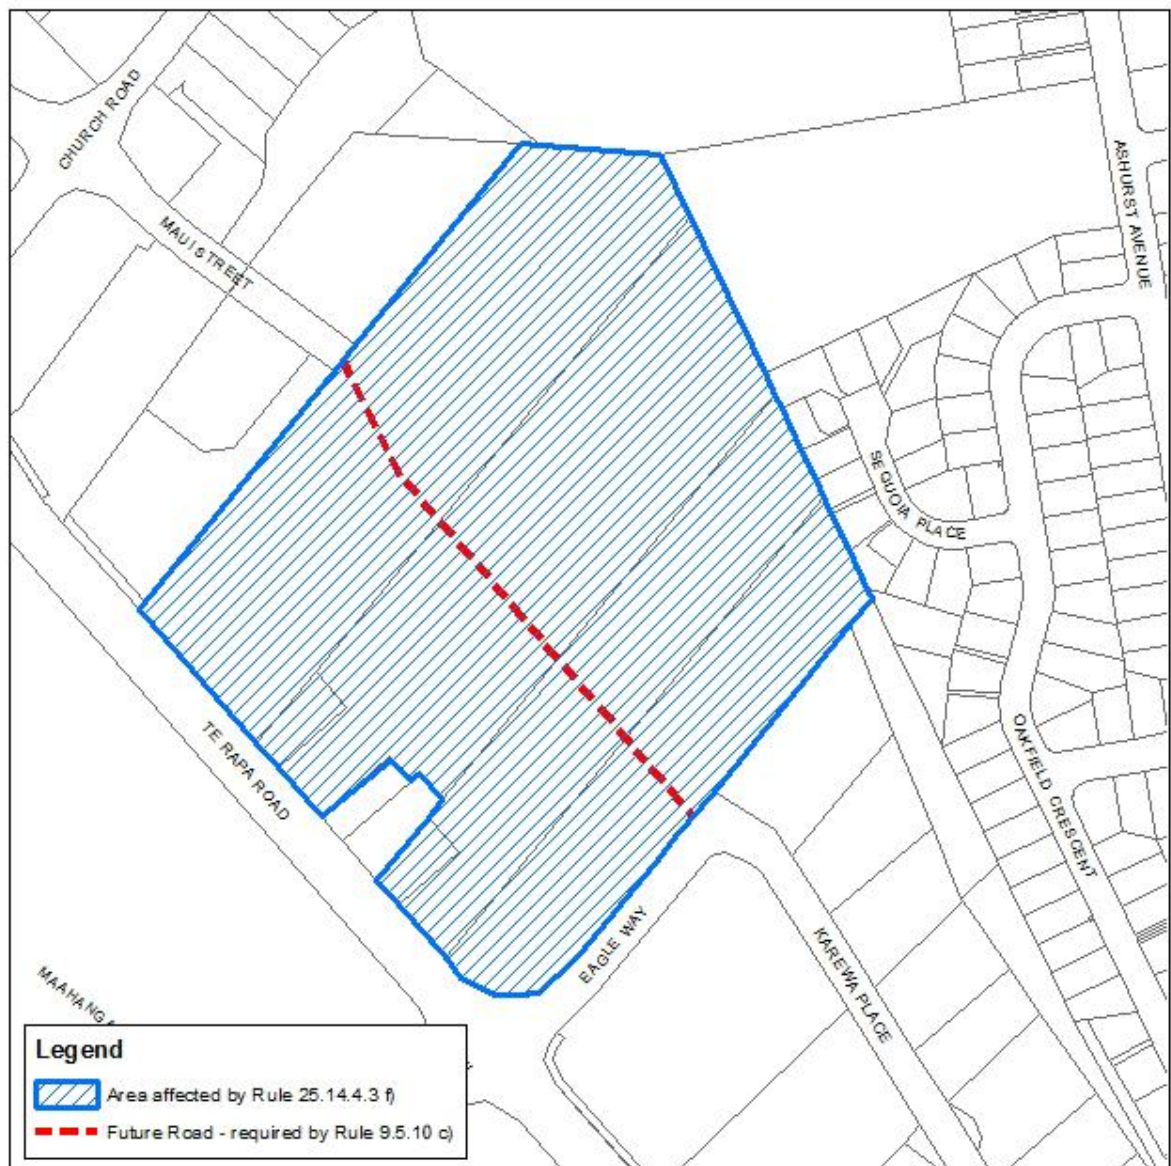 CHURCH ROAD
MAUI STREET
ASHURST AVENUE
SEQUOIA PLACE
TE RAPA ROAD
OAKFIELD CRESCENT
EAGLE WAY
KAREWA PLACE
Legend
Area affected by Rule 25.14.4.3 f)
Future Road - required by Rule 9.5.10 c)